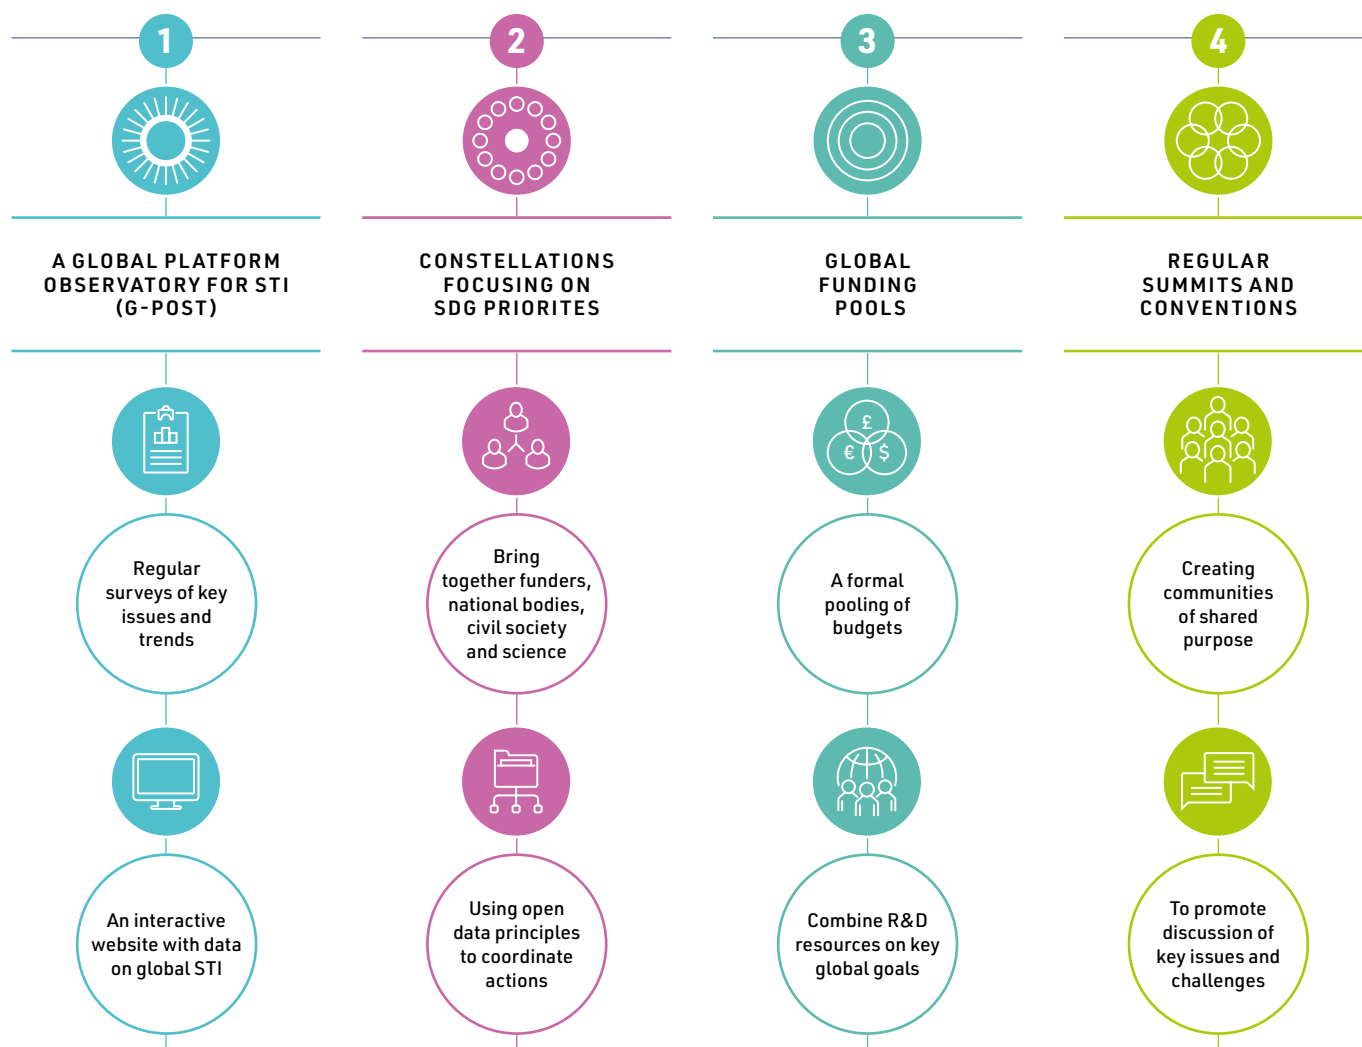 1
A GLOBAL PLATFORM
OBSERVATORY FOR STI
(G-POST)
Regular
surveys of key
issues and
trends
An interactive
website with data
on global STI
2
CONSTELLATIONS
FOCUSING ON
SDG PRIORITES
Bring
together funders,
national bodies,
civil society
and science
Using open
data principles
to coordinate
actions
3
GLOBAL
FUNDING
POOLS
£
€ $
A formal
pooling of
budgets
Combine R&D
resources on key
global goals
4
REGULAR
SUMMITS AND
CONVENTIONS
Creating
communities
of shared
purpose
To promote
discussion of
key issues and
challenges